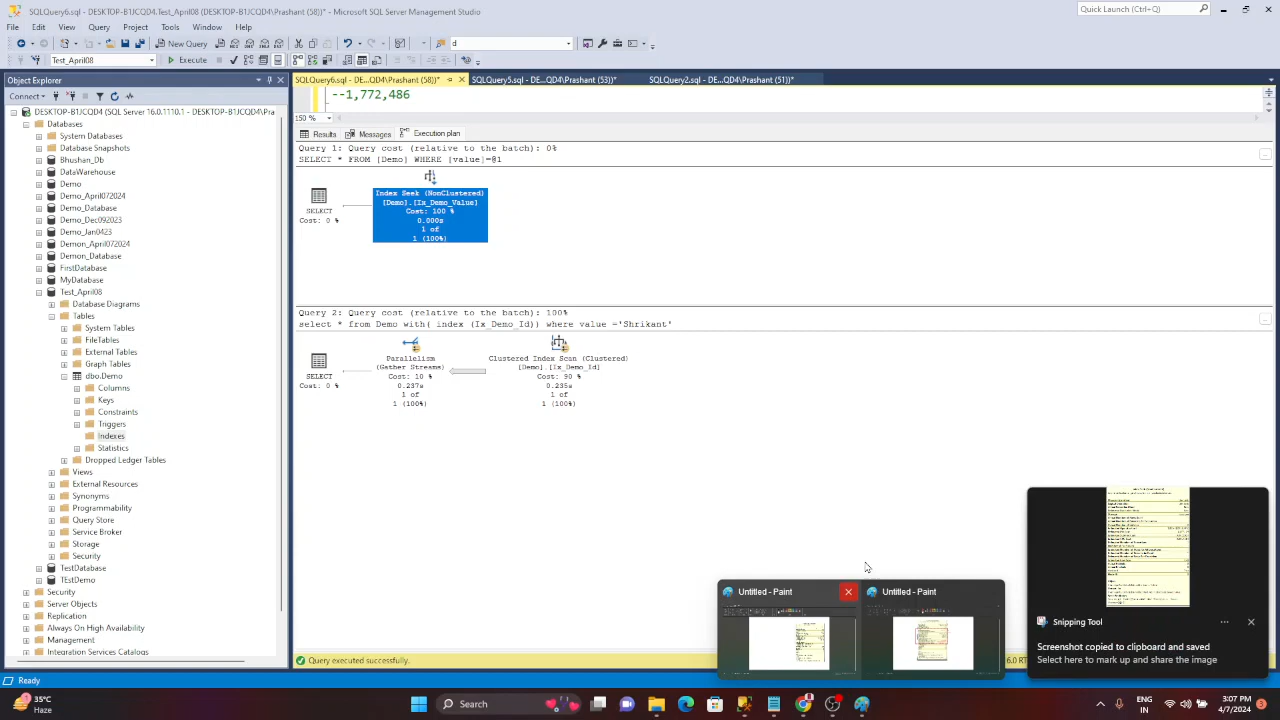 SQLQuery6.sql - DESKTOP-B1JCQD4.Test_April08 (DESKTOP-B1JCQD4\Prashant (58))* - Microsoft SQL Server Management Studio
Quick Launch (Ctrl+Q)
File Edit View Query Project Tools Window Help
New Query
d
Test_April08
Execute
Object Explorer
SQLQuery6.sql - DE...QD4\Prashant (58))*
SQLQuery5.sql - DE...QD4\Prashant (53))*
SQLQuery2.sql - DE...QD4\Prashant (51))*
Connect
--1,772,486
DESKTOP-B1JCQD4 (SQL Server 16.0.1110.1 - DESKTOP-B1JCQD4\Pra
150 %
Databases
System Databases
Database Snapshots
Bhushan_Db
DataWarehouse
Demo
Demo_April072024
Demo_Database
Demo_Dec092023
Demo_Jan0423
Demon_April072024
Demon_Database
FirstDatabase
MyDatabase
Test_April08
Database Diagrams
Tables
System Tables
FileTables
External Tables
Graph Tables
dbo.Demo
Columns
Keys
Constraints
Triggers
Indexes
Statistics
Dropped Ledger Tables
Views
External Resources
Synonyms
Programmability
Query Store
Service Broker
Storage
Security
TestDatabase
TEstDemo
Security
Server Objects
Replication
Always On High Availability
Management
Integration Services Catalogs
Results Messages Execution plan
Query 1: Query cost (relative to the batch): 0%
SELECT * FROM [Demo] WHERE [value]=@1
SELECT
Cost: 0 %
Index Seek (NonClustered)
[Demo].[Ix_Demo_Value]
Cost: 100 %
0.000s
1 of
1 (100%)
Query 2: Query cost (relative to the batch): 100%
select * from Demo with( index (Ix_Demo_Id)) where value ='Shrikant'
SELECT
Cost: 0 %
Parallelism
(Gather Streams)
Cost: 10 %
0.237s
1 of
1 (100%)
Clustered Index Scan (Clustered)
[Demo].[Ix_Demo_Id]
Cost: 90 %
0.235s
1 of
1 (100%)
Untitled - Paint
Untitled - Paint
Snipping Tool
Screenshot copied to clipboard and saved
Select here to mark up and share the image
Query executed successfully.
6.0 RT
Ready
35°C
Haze
Search
ENG
IN
3:07 PM
4/7/2024